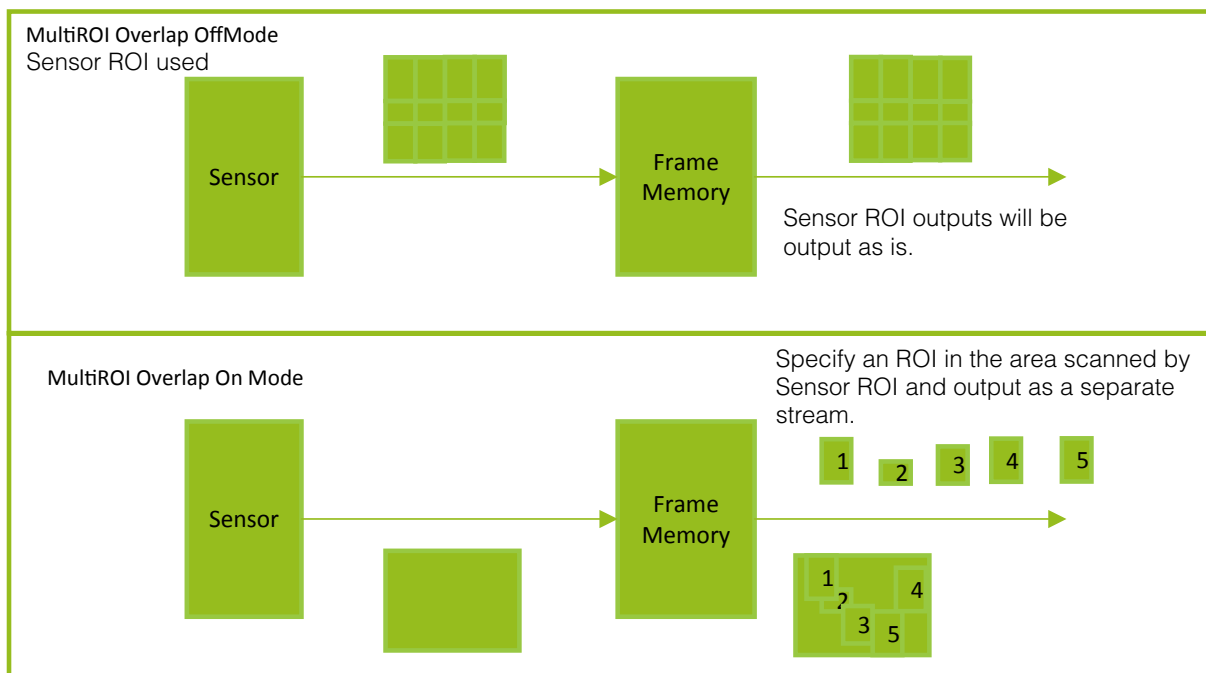 MultiROI Overlap OffMode
Sensor ROI used
Sensor
Frame
Memory
Sensor ROI outputs will be
output as is.
MultiROI Overlap On Mode
Specify an ROI in the area scanned by
Sensor ROI and output as a separate
stream.
1
2
3
4
5
Sensor
Frame
Memory
1
2
3
4
5